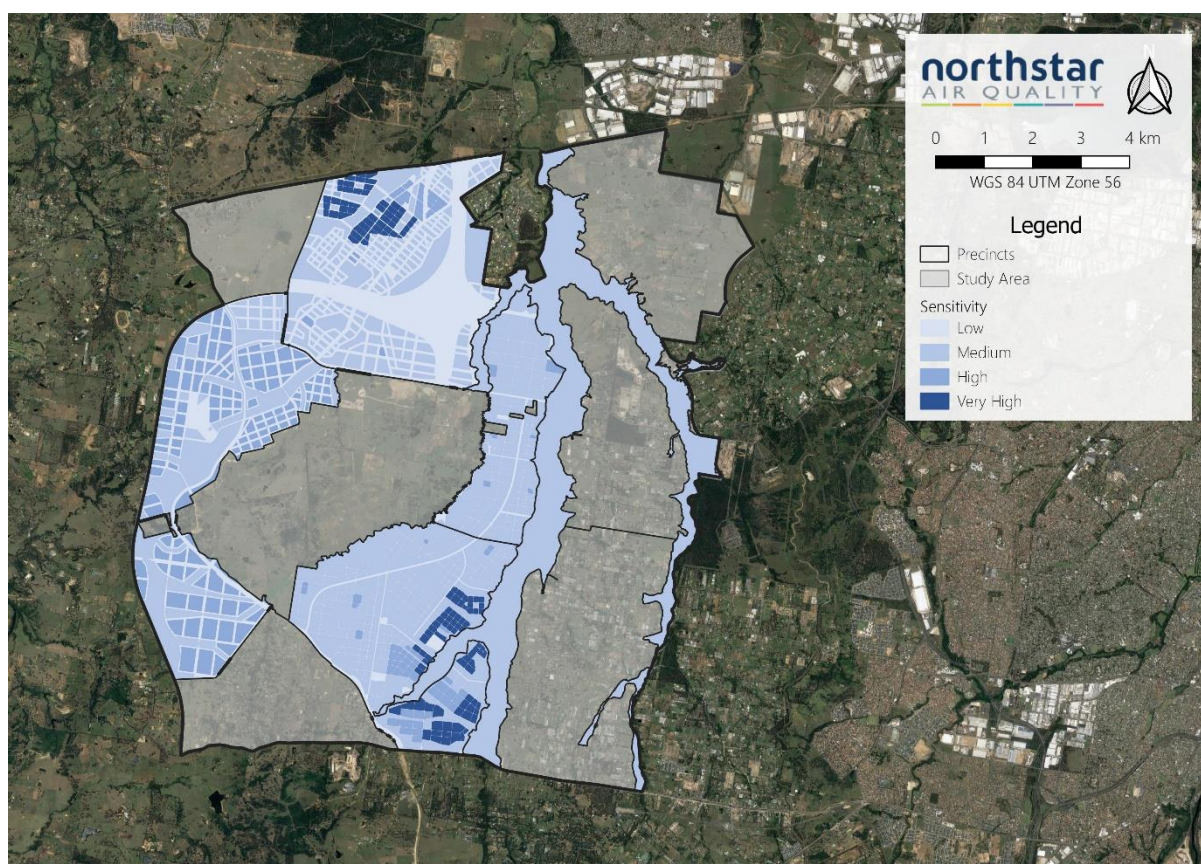 northstar
AIR QUALITY
N
0 1 2 3 4 km
WGS 84 UTM Zone 56
Legend
Precincts
Study Area
Sensitivity
Low
Medium
High
Very High